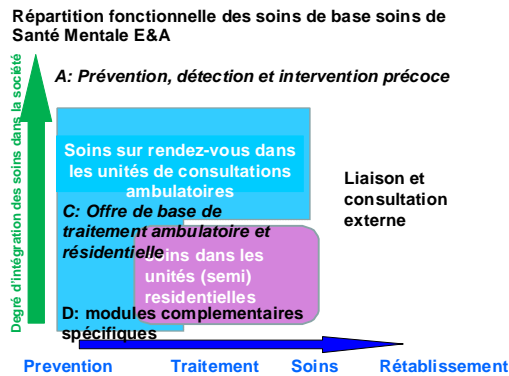 Répartition fonctionnelle des soins de base soins de
Santé Mentale E&A
Degré d'intégration des soins dans la société
A: Prévention, détection et intervention précoce
Soins sur rendez-vous dans
les unités de consultations
ambulatoires
Liaison et
consultation
externe
C: Offre de base de
traitement ambulatoire et
résidentielle
Soins dans les
unités (semi)
residentielles
D: modules complementaires
spécifiques
Prevention
Traitement
Soins
Rétablissement